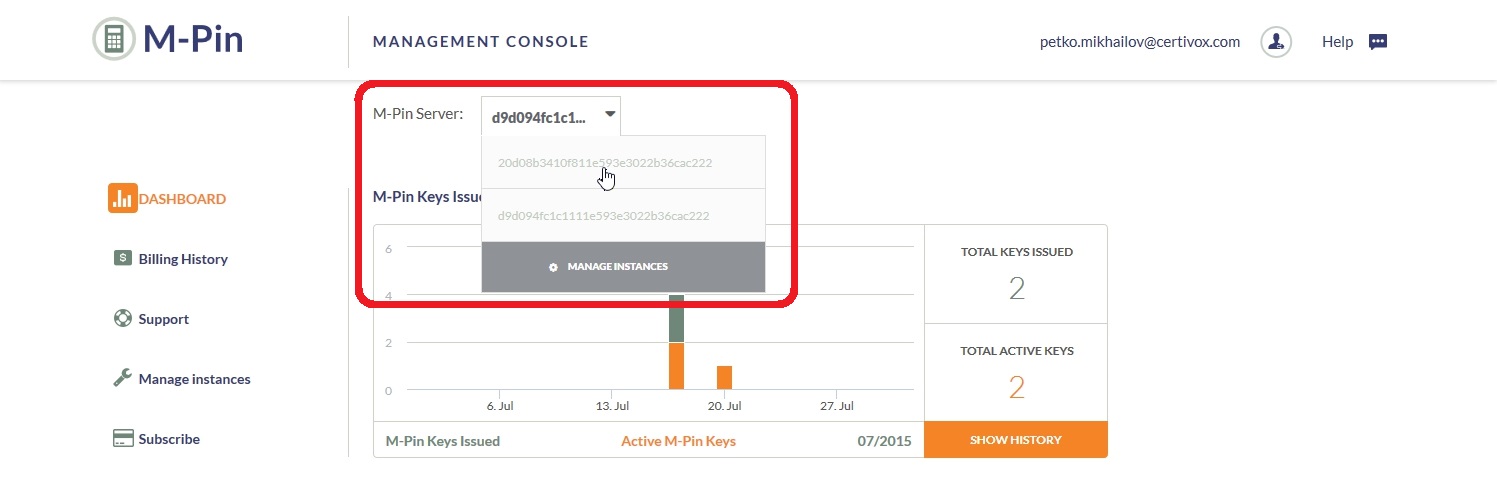 M-Pin
MANAGEMENT CONSOLE
petko.mikhailov@certivox.com
Help
M-Pin Server:
d9d094fc1c1...
20d08b3410f811e593e3022b36cac222
d9d094fc1c1111e593e3022b36cac222
MANAGE INSTANCES
DASHBOARD
Billing History
Support
Manage instances
Subscribe
M-Pin Keys Issue
6
4
2
0
6. Jul
13. Jul
20. Jul
27. Jul
M-Pin Keys Issued
Active M-Pin Keys
07/2015
TOTAL KEYS ISSUED
2
TOTAL ACTIVE KEYS
2
SHOW HISTORY